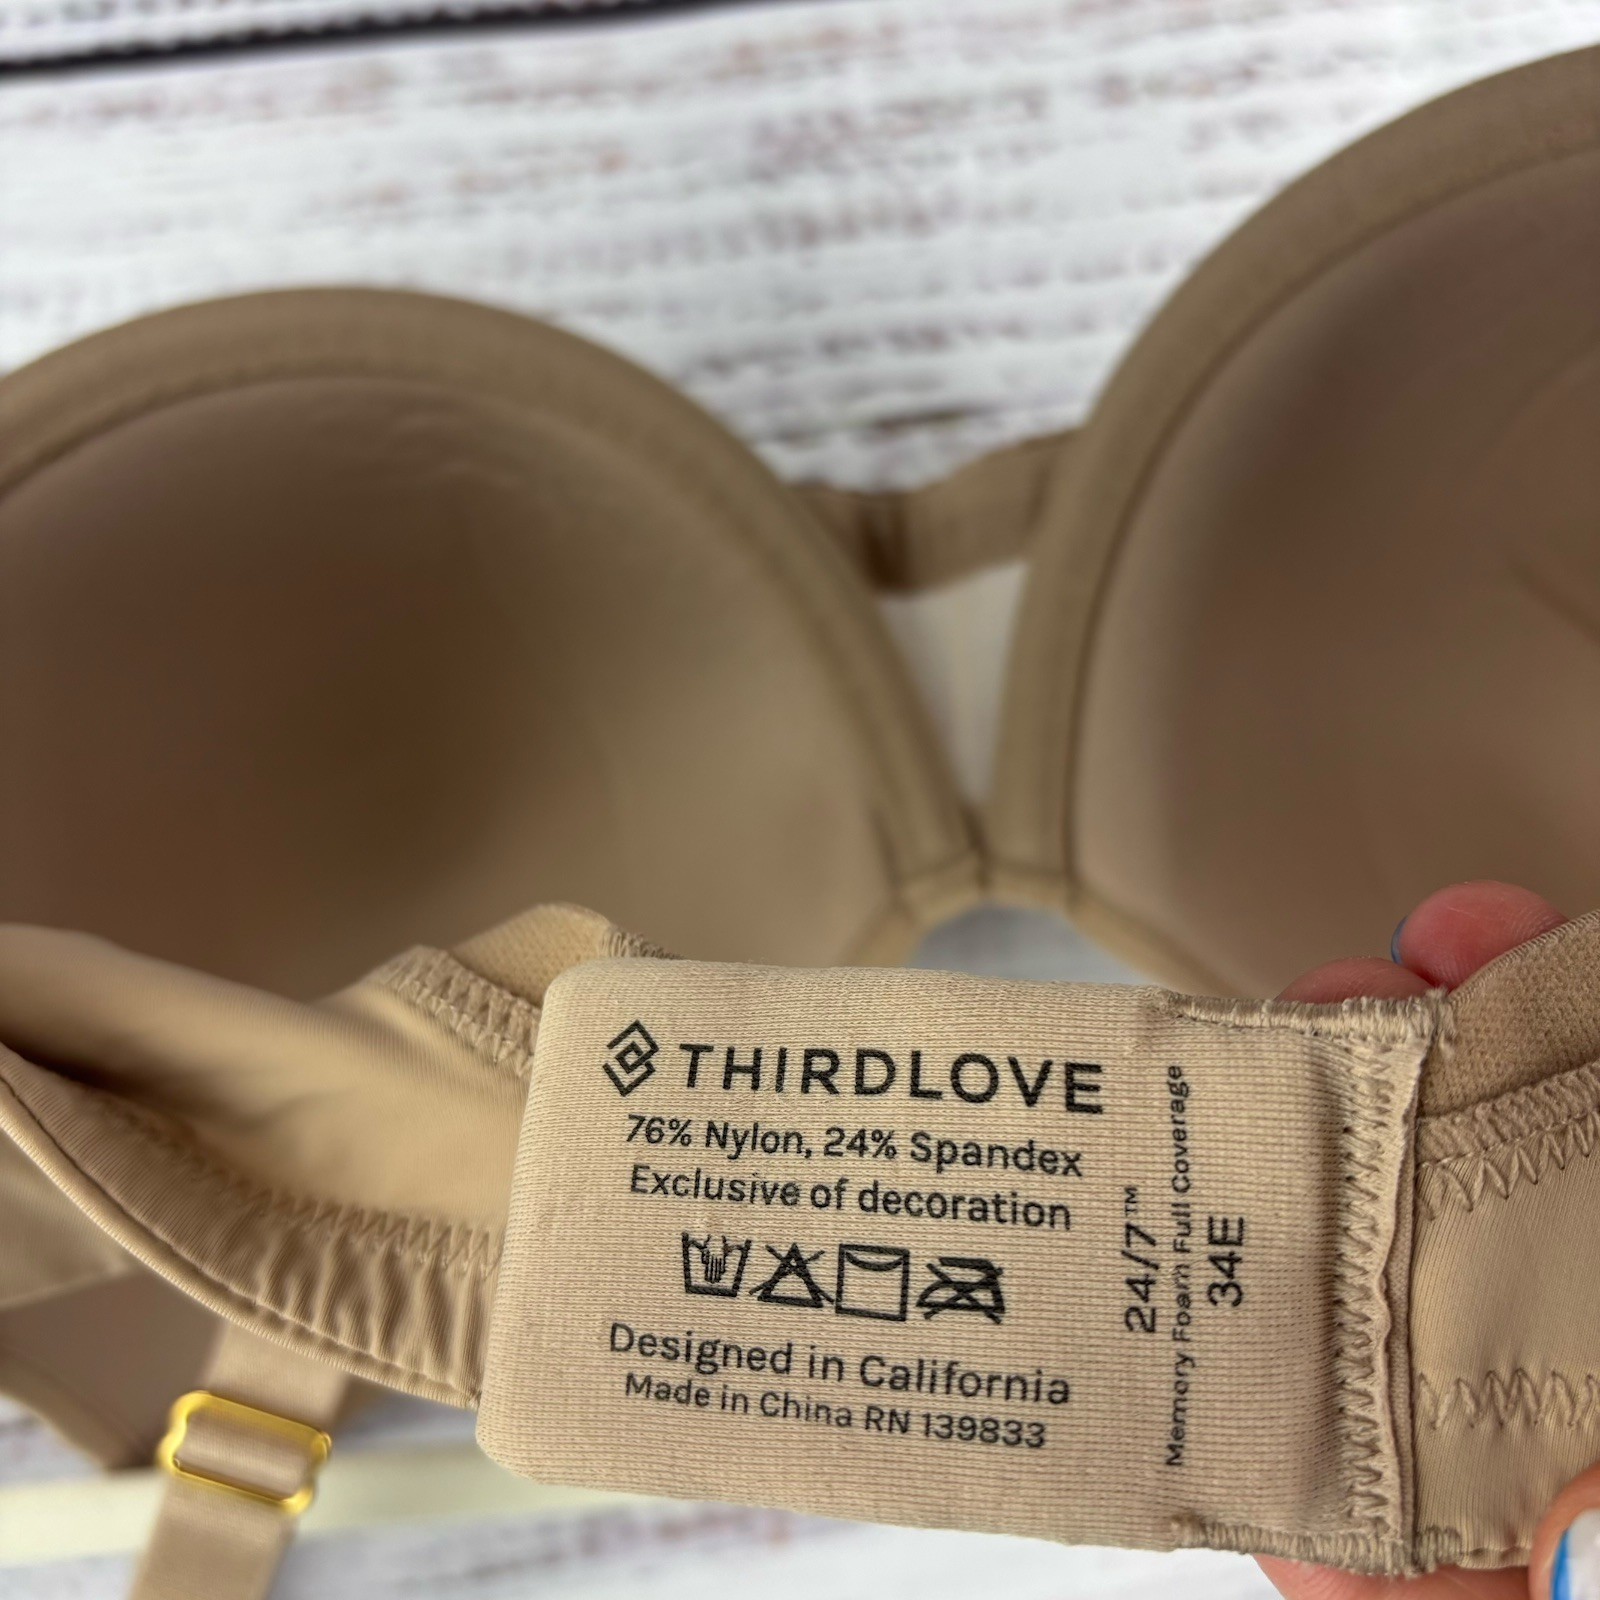 THIRDLOVE
76% Nylon, 24% Spandex
Exclusive of decoration
Designed in California
Made in China RN 139833
24/7™
Memory Foam Full Coverage
34E